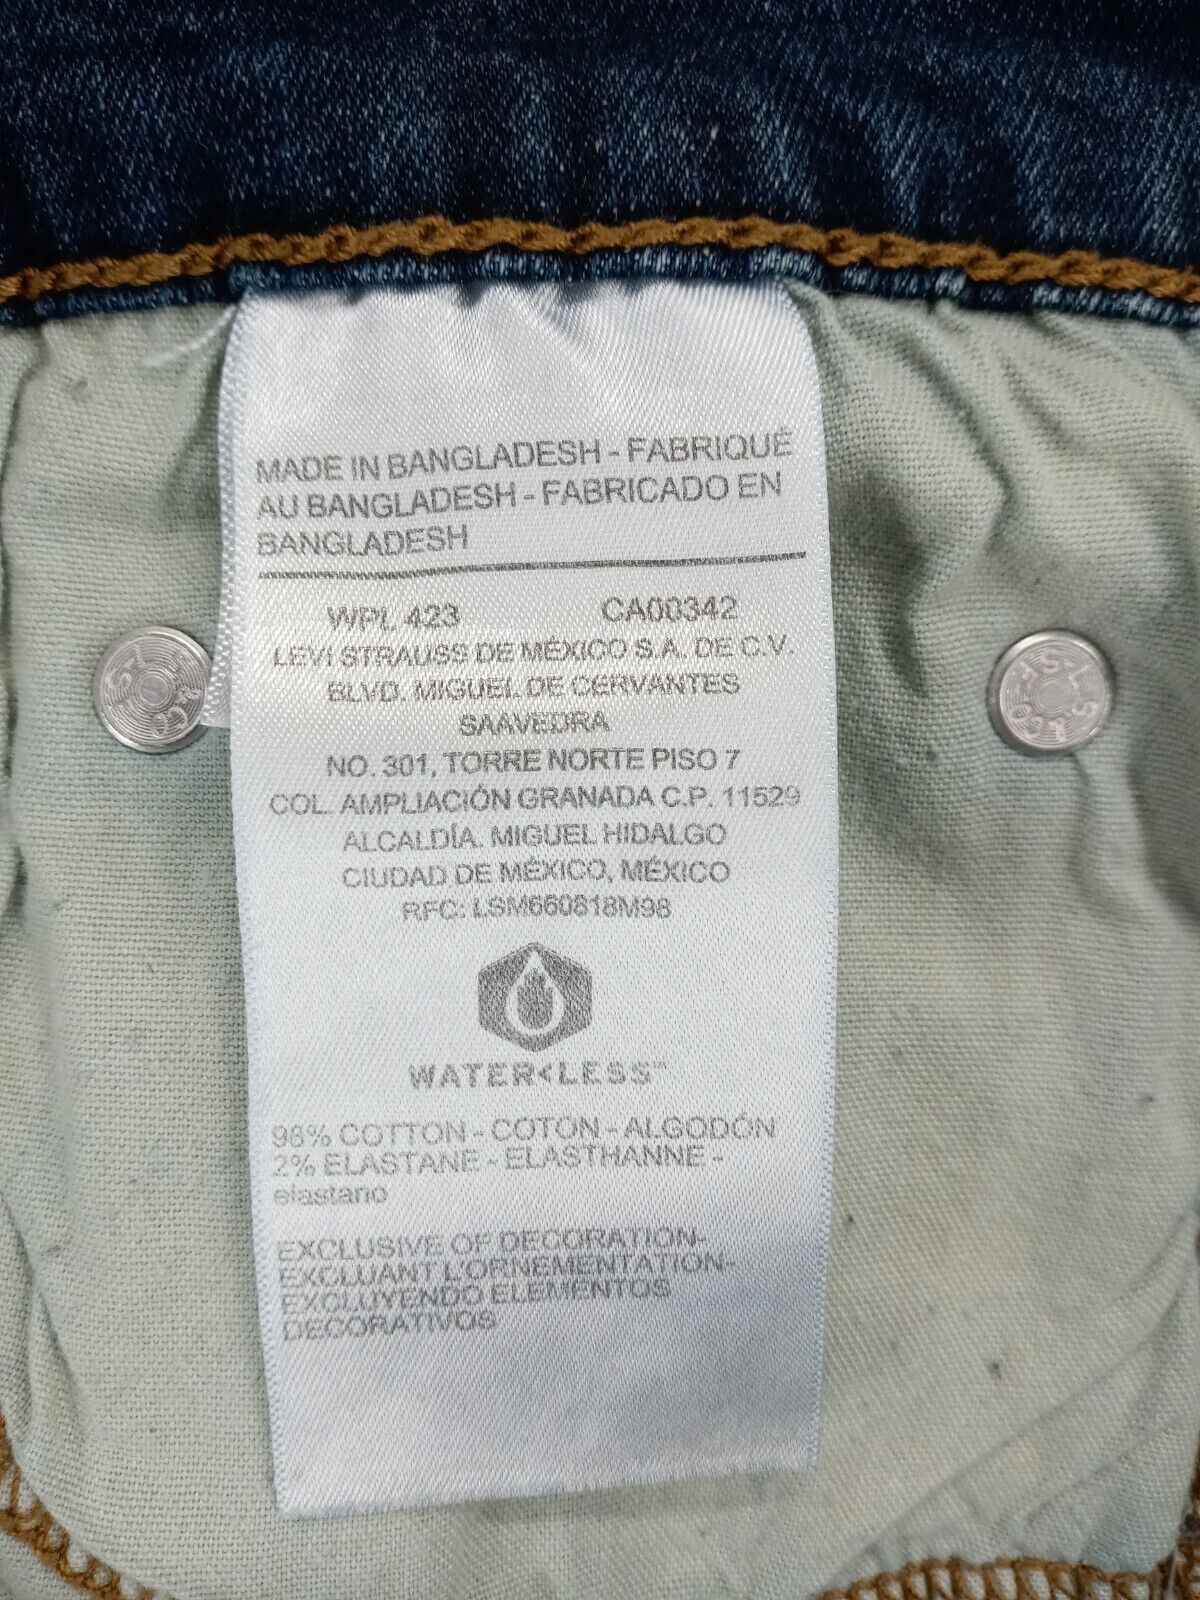 MADE IN BANGLADESH - FABRIQUÉ
AU BANGLADESH - FABRICADO EN
BANGLADESH
WPL 423 CA00342
LEVI STRAUSS DE MÉXICO S.A. DE C.V.
BLVD. MIGUEL DE CERVANTES
SAAVEDRA
NO. 301, TORRE NORTE PISO 7
COL. AMPLIACIÓN GRANADA C.P. 11529
ALCALDÍA. MIGUEL HIDALGO
CIUDAD DE MÉXICO, MÉXICO
RFC: LSM660818M98
WATER<LESS™
98% COTTON - COTON - ALGODÓN
2% ELASTANE - ELASTHANNE -
elastano
EXCLUSIVE OF DECORATION-
EXCLUANT L'ORNEMENTATION-
EXCLUYENDO ELEMENTOS
DECORATIVOS